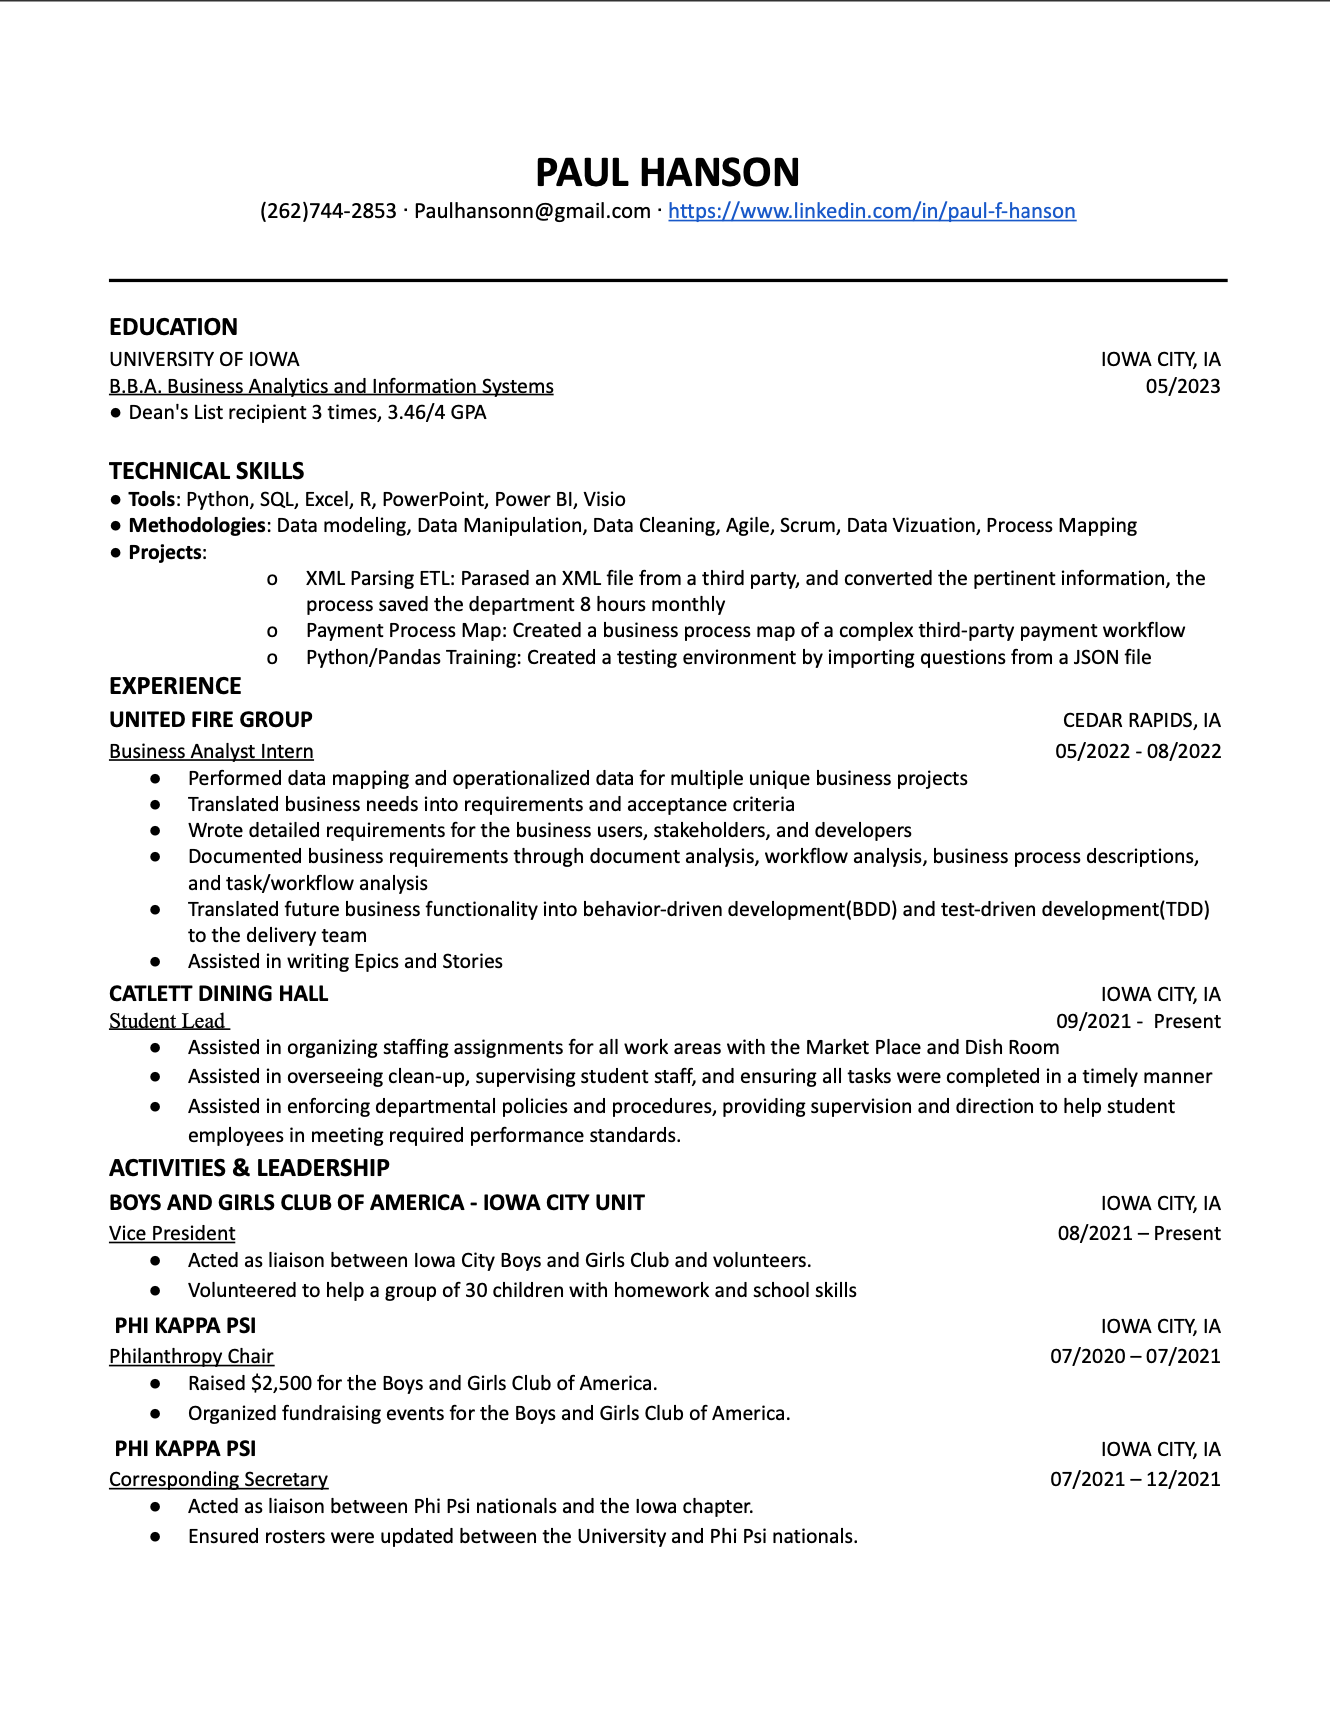 PAUL HANSON
(262)744-2853 · Paulhansonn@gmail.com · https://www.linkedin.com/in/paul-f-hanson
EDUCATION
UNIVERSITY OF IOWA IOWA CITY, IA
B.B.A. Business Analytics and Information Systems 05/2023
● Dean's List recipient 3 times, 3.46/4 GPA
TECHNICAL SKILLS
● Tools: Python, SQL, Excel, R, PowerPoint, Power BI, Visio
● Methodologies: Data modeling, Data Manipulation, Data Cleaning, Agile, Scrum, Data Vizuation, Process Mapping
● Projects:
o XML Parsing ETL: Parased an XML file from a third party, and converted the pertinent information, the
process saved the department 8 hours monthly
o Payment Process Map: Created a business process map of a complex third-party payment workflow
o Python/Pandas Training: Created a testing environment by importing questions from a JSON file
EXPERIENCE
UNITED FIRE GROUP CEDAR RAPIDS, IA
Business Analyst Intern 05/2022 - 08/2022
● Performed data mapping and operationalized data for multiple unique business projects
● Translated business needs into requirements and acceptance criteria
● Wrote detailed requirements for the business users, stakeholders, and developers
● Documented business requirements through document analysis, workflow analysis, business process descriptions,
and task/workflow analysis
● Translated future business functionality into behavior-driven development(BDD) and test-driven development(TDD)
to the delivery team
● Assisted in writing Epics and Stories
CATLETT DINING HALL IOWA CITY, IA
Student Lead 09/2021 - Present
● Assisted in organizing staffing assignments for all work areas with the Market Place and Dish Room
● Assisted in overseeing clean-up, supervising student staff, and ensuring all tasks were completed in a timely manner
● Assisted in enforcing departmental policies and procedures, providing supervision and direction to help student
employees in meeting required performance standards.
ACTIVITIES & LEADERSHIP
BOYS AND GIRLS CLUB OF AMERICA - IOWA CITY UNIT IOWA CITY, IA
Vice President 08/2021 – Present
● Acted as liaison between Iowa City Boys and Girls Club and volunteers.
● Volunteered to help a group of 30 children with homework and school skills
PHI KAPPA PSI IOWA CITY, IA
Philanthropy Chair 07/2020 – 07/2021
● Raised $2,500 for the Boys and Girls Club of America.
● Organized fundraising events for the Boys and Girls Club of America.
PHI KAPPA PSI IOWA CITY, IA
Corresponding Secretary 07/2021 – 12/2021
● Acted as liaison between Phi Psi nationals and the Iowa chapter.
● Ensured rosters were updated between the University and Phi Psi nationals.